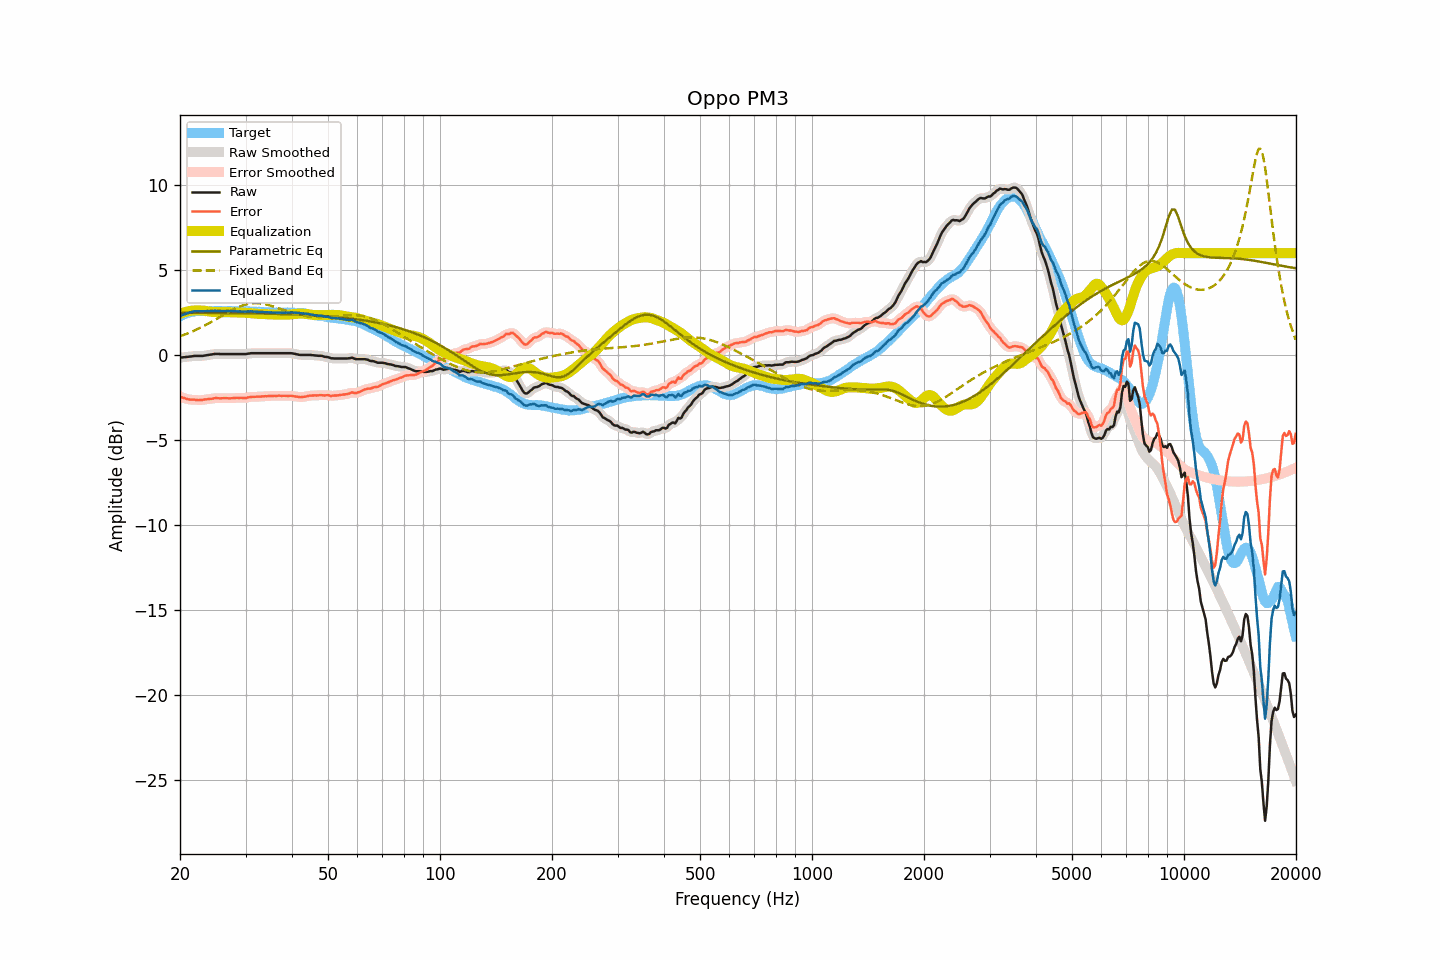 Oppo PM3
Target
Raw Smoothed
Error Smoothed
Raw
Error
Equalization
Parametric Eq
Fixed Band Eq
Equalized
10
5
0
−5
−10
−15
−20
−25
Amplitude (dBr)
20
50
100
200
500
1000
2000
5000
10000
20000
Frequency (Hz)